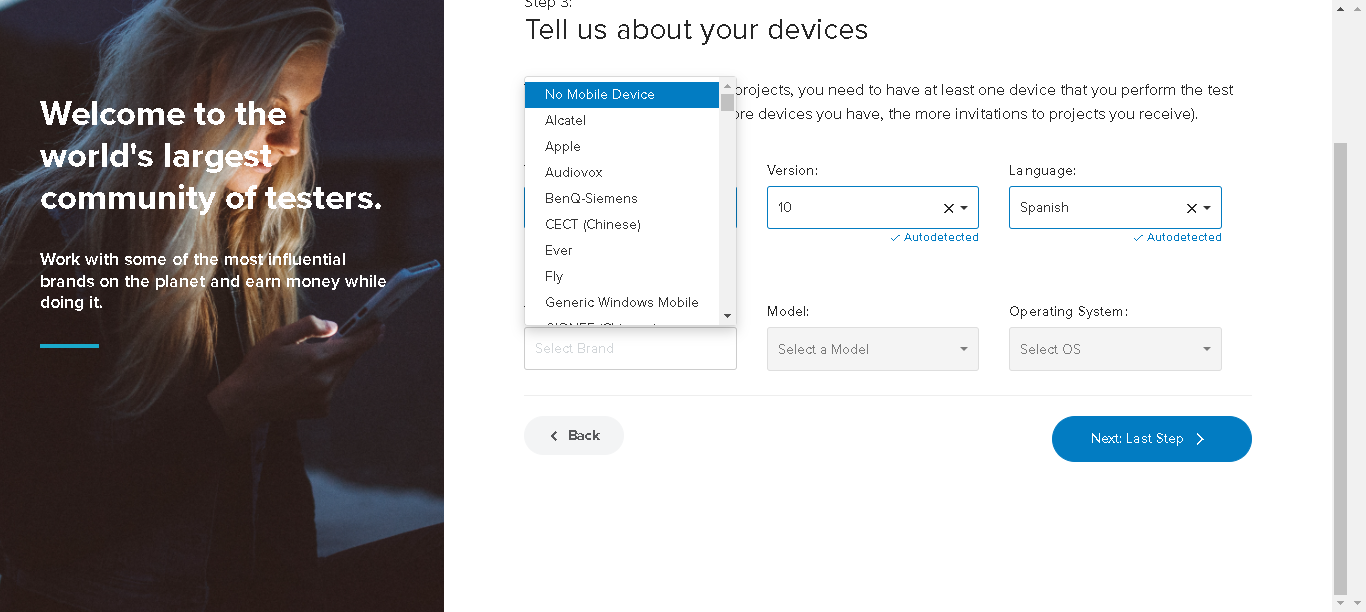 Welcome to the
world's largest
community of testers.
Work with some of the most influential
brands on the planet and earn money while
doing it.
Step 3:
Tell us about your devices
projects, you need to have at least one device that you perform the test
devices you have, the more invitations to projects you receive).
No Mobile Device
Alcatel
Apple
Audiovox
BenQ-Siemens
CECT (Chinese)
Ever
Fly
Generic Windows Mobile
Version:
10
Autodetected
Language:
Spanish
Autodetected
Select Brand
Model:
Select a Model
Operating System:
Select OS
Back
Next: Last Step